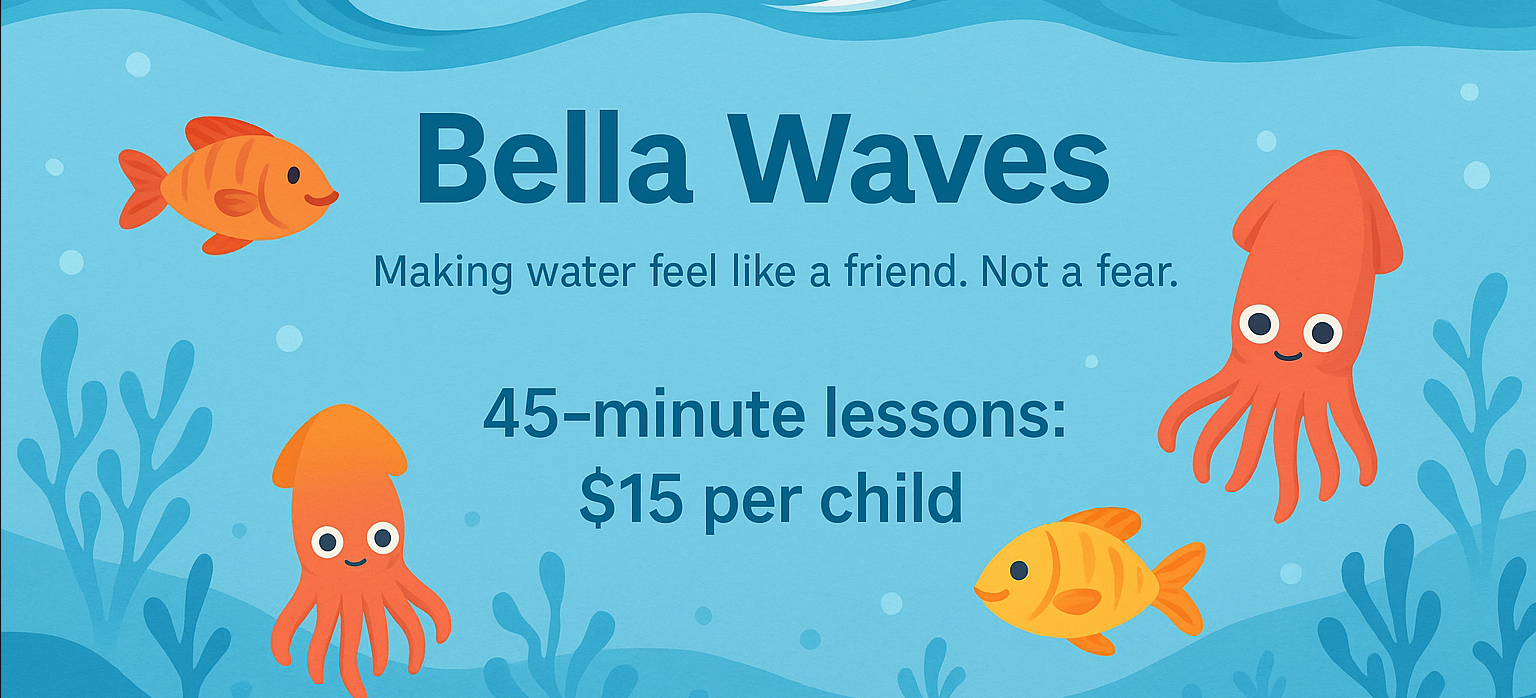 Bella Waves
Making water feel like a friend. Not a fear.
45-minute lessons:
$15 per child